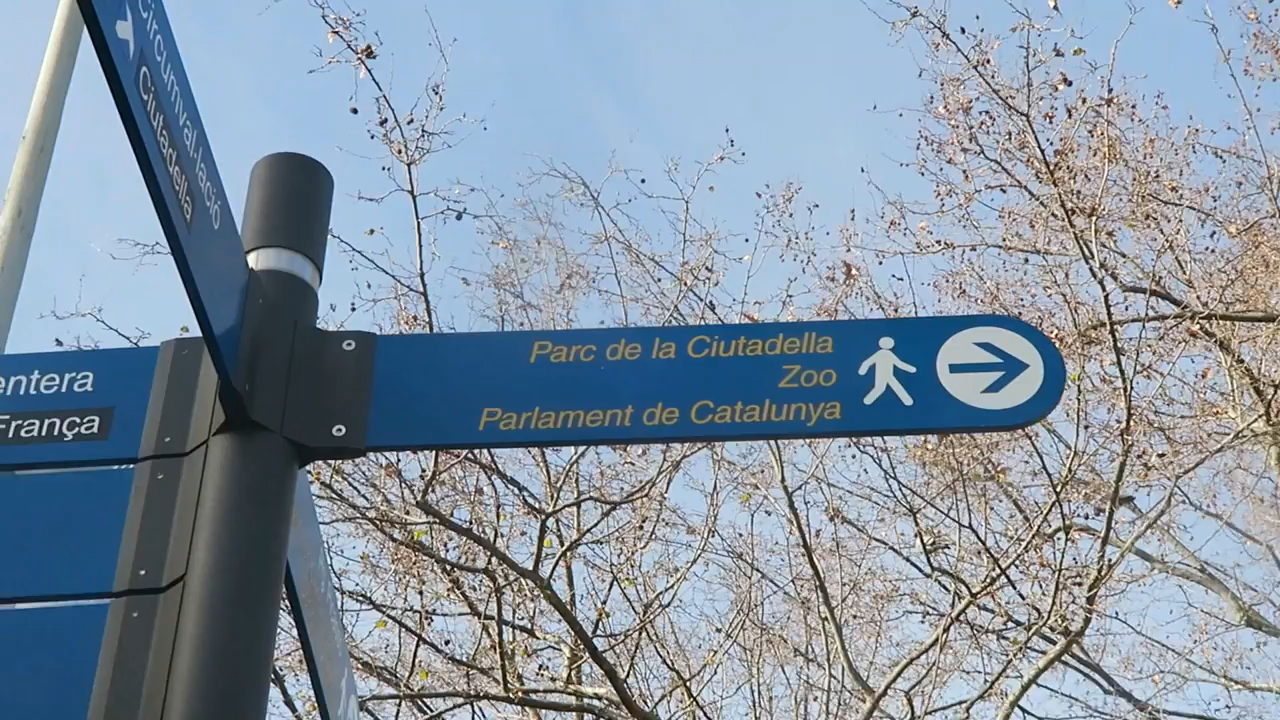 Circumval·lació
Ciutadella
entera
França
Parc de la Ciutadella
Zoo
Parlament de Catalunya